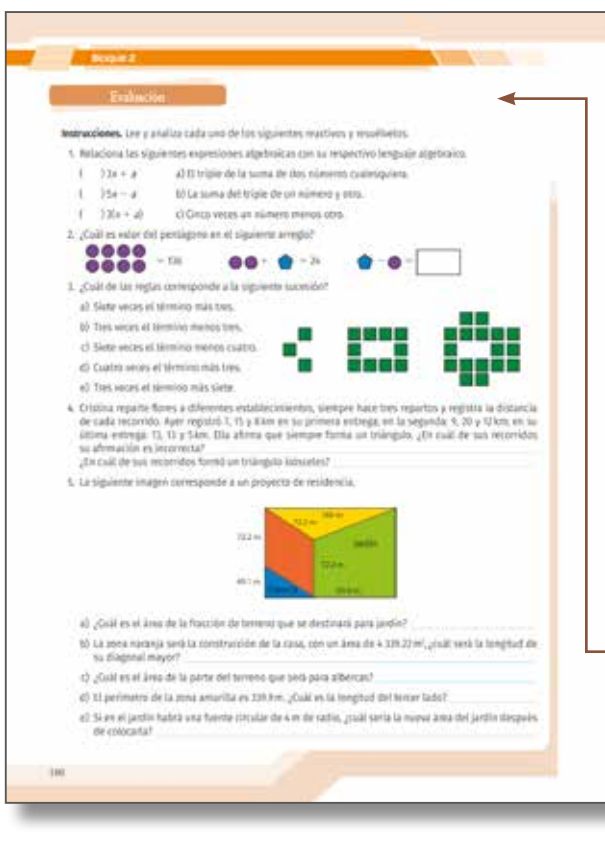 Bloque 2
Evaluación
Instrucciones. Lee y analiza cada uno de los siguientes reactivos y resuélvelos.
1. Relaciona las siguientes expresiones algebraicas con su respectivo lenguaje algebraico.
( ) 3x + a a) El triple de la suma de dos números cualesquiera.
( ) 5x − a b) La suma del triple de un número y otro.
( ) 3(x + a) c) Cinco veces un número menos otro.
2. ¿Cuál es valor del pentágono en el siguiente arreglo?
= 136 + = 24 − =
3. ¿Cuál de las reglas corresponde a la siguiente sucesión?
a) Siete veces el término más tres.
b) Tres veces el término menos tres.
c) Siete veces el término menos cuatro.
d) Cuatro veces el término más tres.
e) Tres veces el término más siete.
4. Cristina reparte flores a diferentes establecimientos, siempre hace tres repartos y registra la distancia
de cada recorrido. Ayer registró 7, 15 y 8 km en su primera entrega; en la segunda: 9, 20 y 12 km; en su
última entrega: 13, 13 y 5 km. Ella afirma que siempre forma un triángulo. ¿En cuál de sus recorridos
su afirmación es incorrecta?
¿En cuál de sus recorridos formó un triángulo isósceles?
5. La siguiente imagen corresponde a un proyecto de residencia.
72.2 m
72.2 m
Jardín
72.2 m
a) ¿Cuál es el área de la fracción de terreno que se destinará para jardín?
b) La zona naranja será la construcción de la casa, con un área de 4 339.22 m², ¿cuál será la longitud de
su diagonal mayor?
c) ¿Cuál es el área de la parte del terreno que será para albercas?
d) El perímetro de la zona amarilla es 339.9 m. ¿Cuál es la longitud del tercer lado?
e) Si en el jardín habrá una fuente circular de 4 m de radio, ¿cuál sería la nueva área del jardín después
de colocarla?